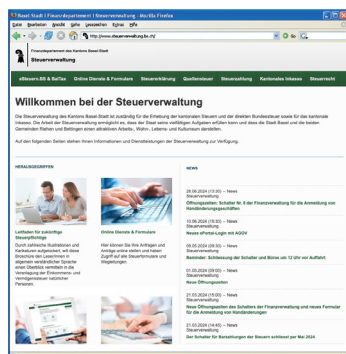 Basel Stadt I Finanzdepartement I Steuerverwaltung - Mozilla Firefox
Datei Bearbeiten Ansicht Gehe Lesezeichen Extras Hilfe
http://www.steuerverwaltung.bs.ch/
Go
Finanzdepartement des Kantons Basel-Stadt
Steuerverwaltung
eSteuern.BS & BalTax Online Dienste & Formulare Steuererklärung Quellensteuer Steuerzahlung Kantonales Inkasso Steuerrecht
Willkommen bei der Steuerverwaltung
Die Steuerverwaltung des Kantons Basel-Stadt ist zuständig für die Erhebung der kantonalen Steuern und der direkten Bundessteuer sowie für das kantonale
Inkasso. Die Arbeit der Steuerverwaltung ermöglicht es, dass der Staat seine vielfältigen Aufgaben erfüllen kann und dass die Stadt Basel und die beiden
Gemeinden Riehen und Bettingen einen attraktiven Arbeits-, Wohn-, Lebens- und Kulturraum darstellen.
Auf den folgenden Seiten stehen Ihnen Informationen und Dienstleistungen der Steuerverwaltung zur Verfügung.
HERAUSGEGRIFFEN
Leitfaden für zukünftige
Steuerpflichtige
Durch zahlreiche Illustrationen und
Karikaturen aufgelockert, will diese
Broschüre den Leser/innen in
allgemein verständlicher Sprache
einen Überblick vermitteln in die
Veranlagung der Einkommens- und
Vermögenssteuer natürlicher
Personen.
Online Dienste & Formulare
Hier können Sie Ihre Anfragen und
Anträge online stellen und haben
Zugriff auf alle Steuerformulare und
Wegleitungen.
NEWS
28.06.2024 (15:30) – News
Steuerverwaltung
Öffnungszeiten: Schalter Nr. 8 der Finanzverwaltung für die Anmeldung von
Handänderungsgeschäften
10.06.2024 (15:30) – News
Steuerverwaltung
Neues ePortal-Login mit AGOV
09.05.2024 (09:30) – News
Steuerverwaltung
Reminder: Schliessung der Schalter und Büros um 12 Uhr vor Auffahrt
01.05.2024 (09:00) – News
Steuerverwaltung
Neue Öffnungszeiten
21.03.2024 (15:00) – News
Steuerverwaltung
Neue Öffnungszeiten des Schalters der Finanzverwaltung und neues Formular
für die Anmeldung von Handänderungen
21.03.2024 (14:45) – News
Steuerverwaltung
Der Schalter für Barzahlungen der Steuern schliesst per Mai 2024